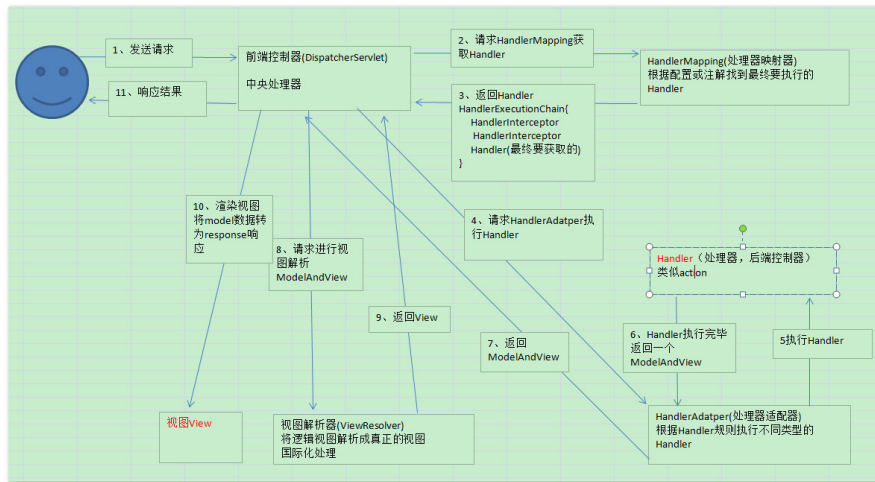 1、发送请求
11、响应结果
前端控制器(DispatcherServlet)
中央处理器
2、请求HandlerMapping获
取Handler
HandlerMapping(处理器映射器)
根据配置或注解找到最终要执行的
Handler
3、返回Handler
HandlerExecutionChain{
HandlerInterceptor
HandlerInterceptor
Handler(最终要获取的)
}
10、渲染视图
将model数据转
为response响
应
8、请求进行视
图解析
ModelAndView
4、请求HandlerAdatper执
行Handler
Handler（处理器，后端控制器）
类似action
9、返回View
7、返回
ModelAndView
6、Handler执行完毕
返回一个
ModelAndView
5执行Handler
视图View
视图解析器(ViewResolver)
将逻辑视图解析成真正的视图
国际化处理
HandlerAdatper(处理器适配器)
根据Handler规则执行不同类型的
Handler